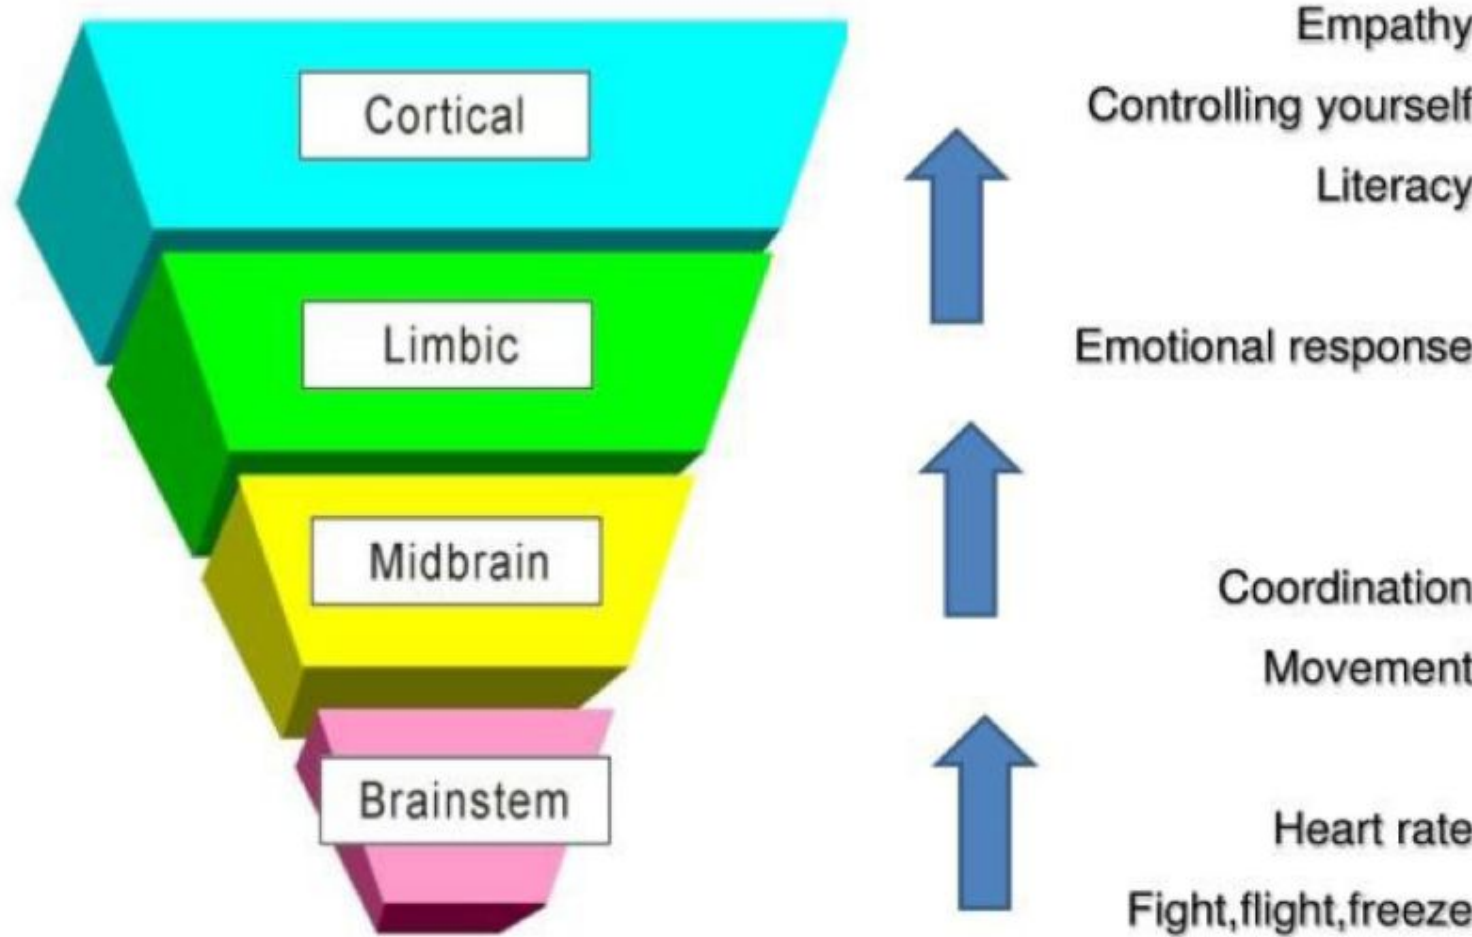 Empathy
Cortical
Controlling yourself
Literacy
Limbic
Emotional response
Midbrain
Coordination
Movement
Brainstem
Heart rate
Fight,flight,freeze